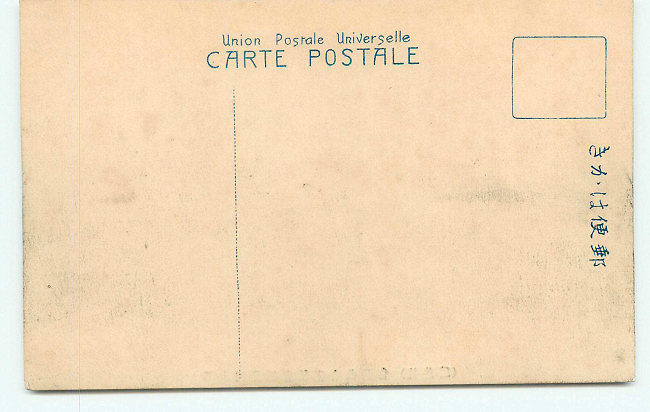 Union Postale Universelle
CARTE POSTALE
郵便は・かき